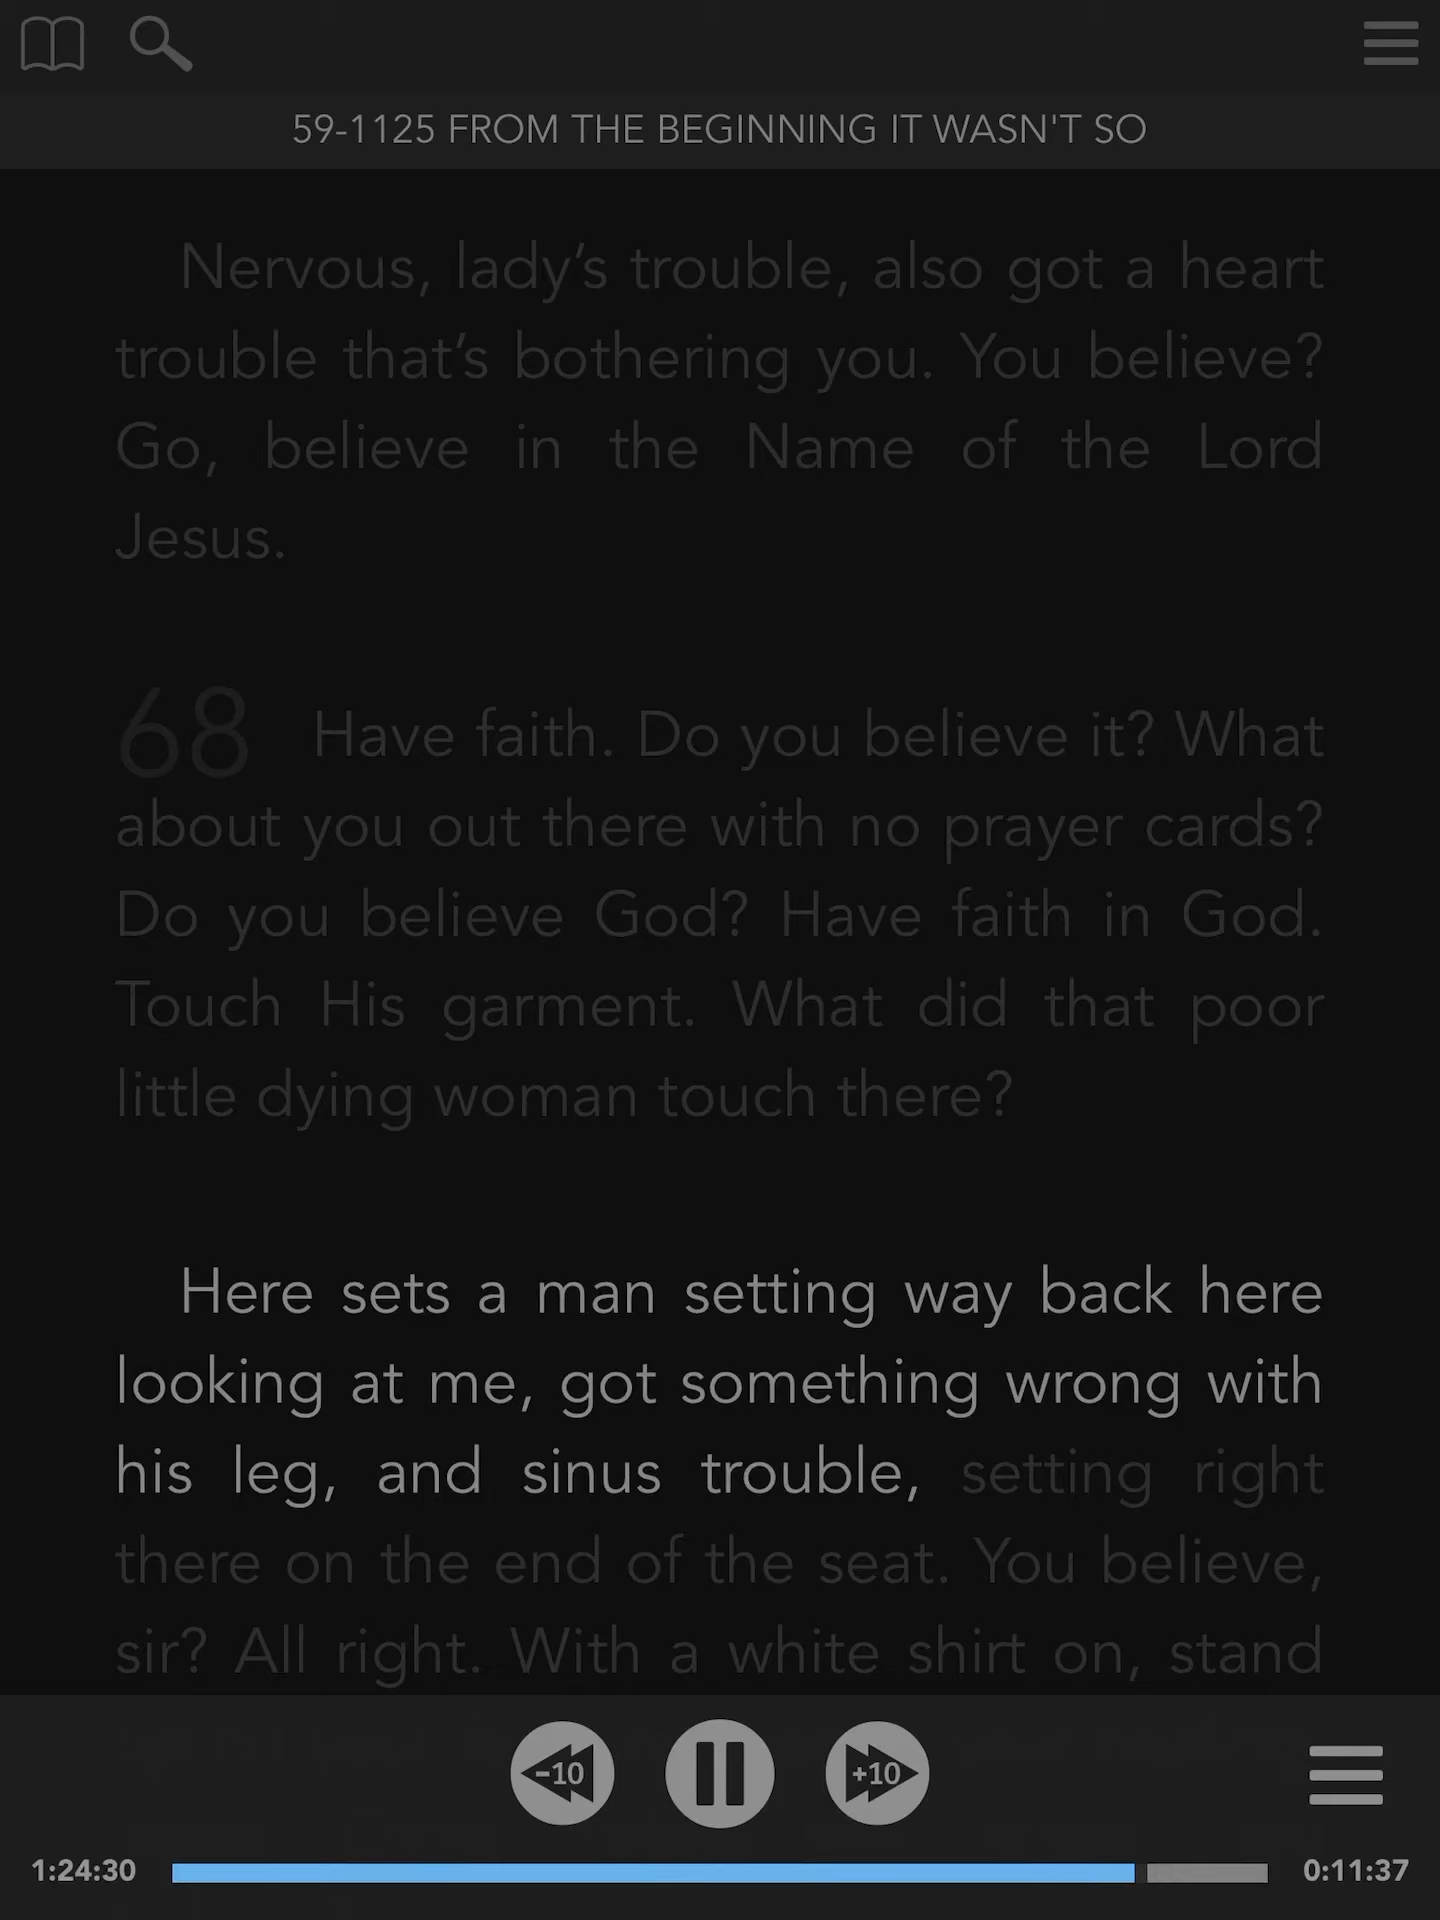 59-1125 FROM THE BEGINNING IT WASN'T SO
Nervous, lady’s trouble, also got a heart
trouble that’s bothering you. You believe?
Go, believe in the Name of the Lord
Jesus.
68 Have faith. Do you believe it? What
about you out there with no prayer cards?
Do you believe God? Have faith in God.
Touch His garment. What did that poor
little dying woman touch there?
Here sets a man setting way back here
looking at me, got something wrong with
his leg, and sinus trouble, setting right
there on the end of the seat. You believe,
sir? All right. With a white shirt on, stand
-10 +10
1:24:30 0:11:37